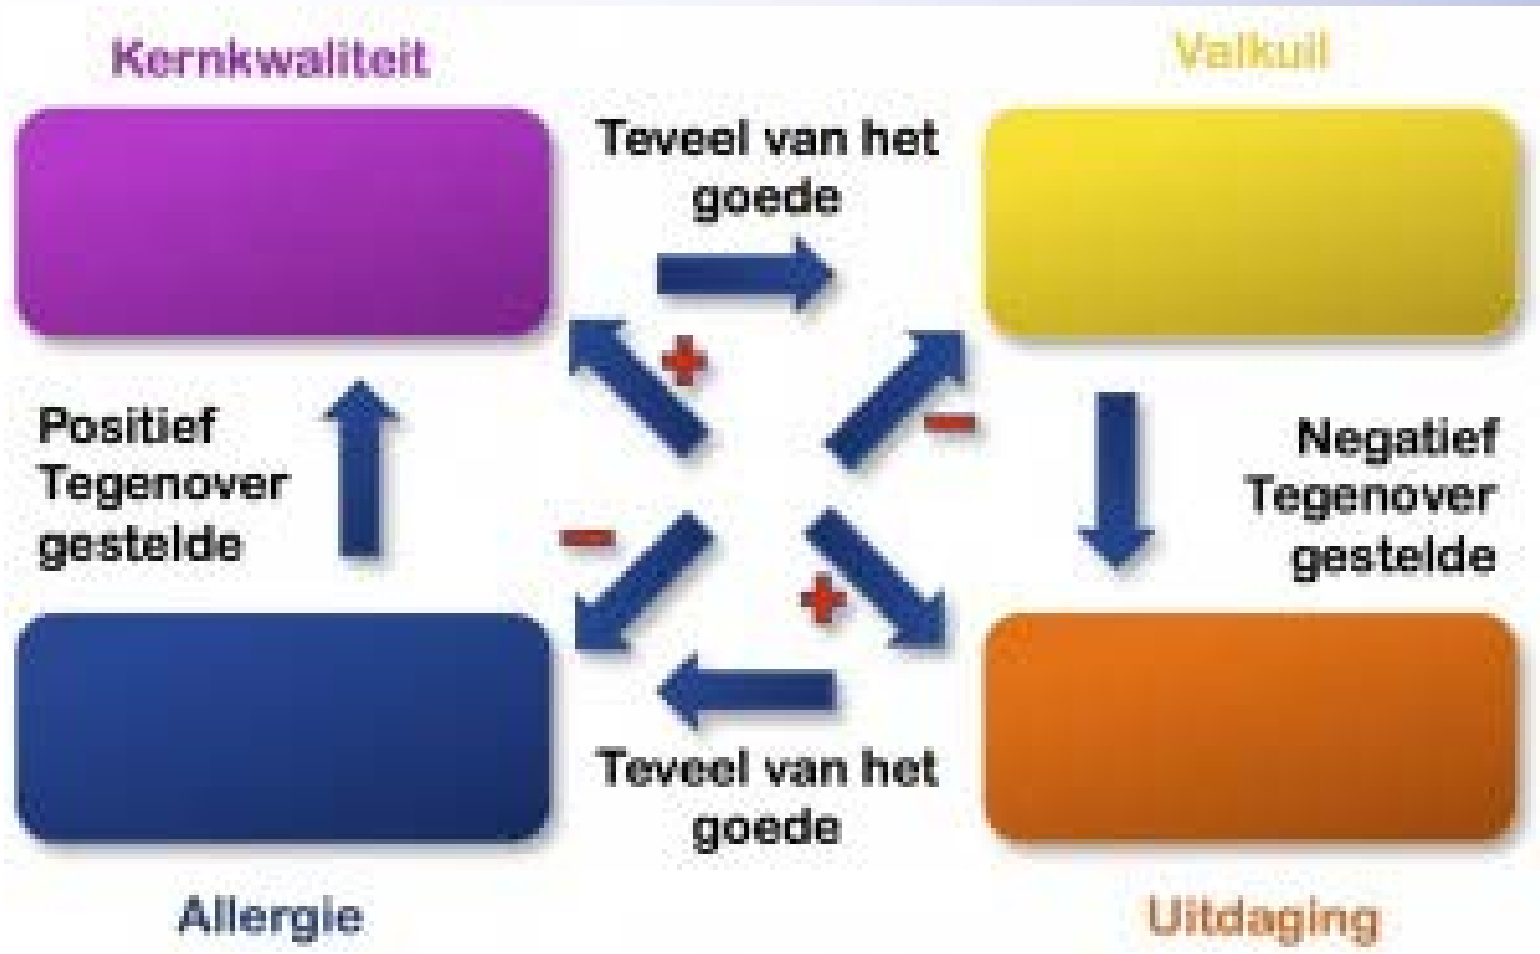 Kernkwaliteit
Valkuil
Teveel van het
goede
+
−
Positief
Tegenover
gestelde
Negatief
Tegenover
gestelde
−
+
Teveel van het
goede
Allergie
Uitdaging